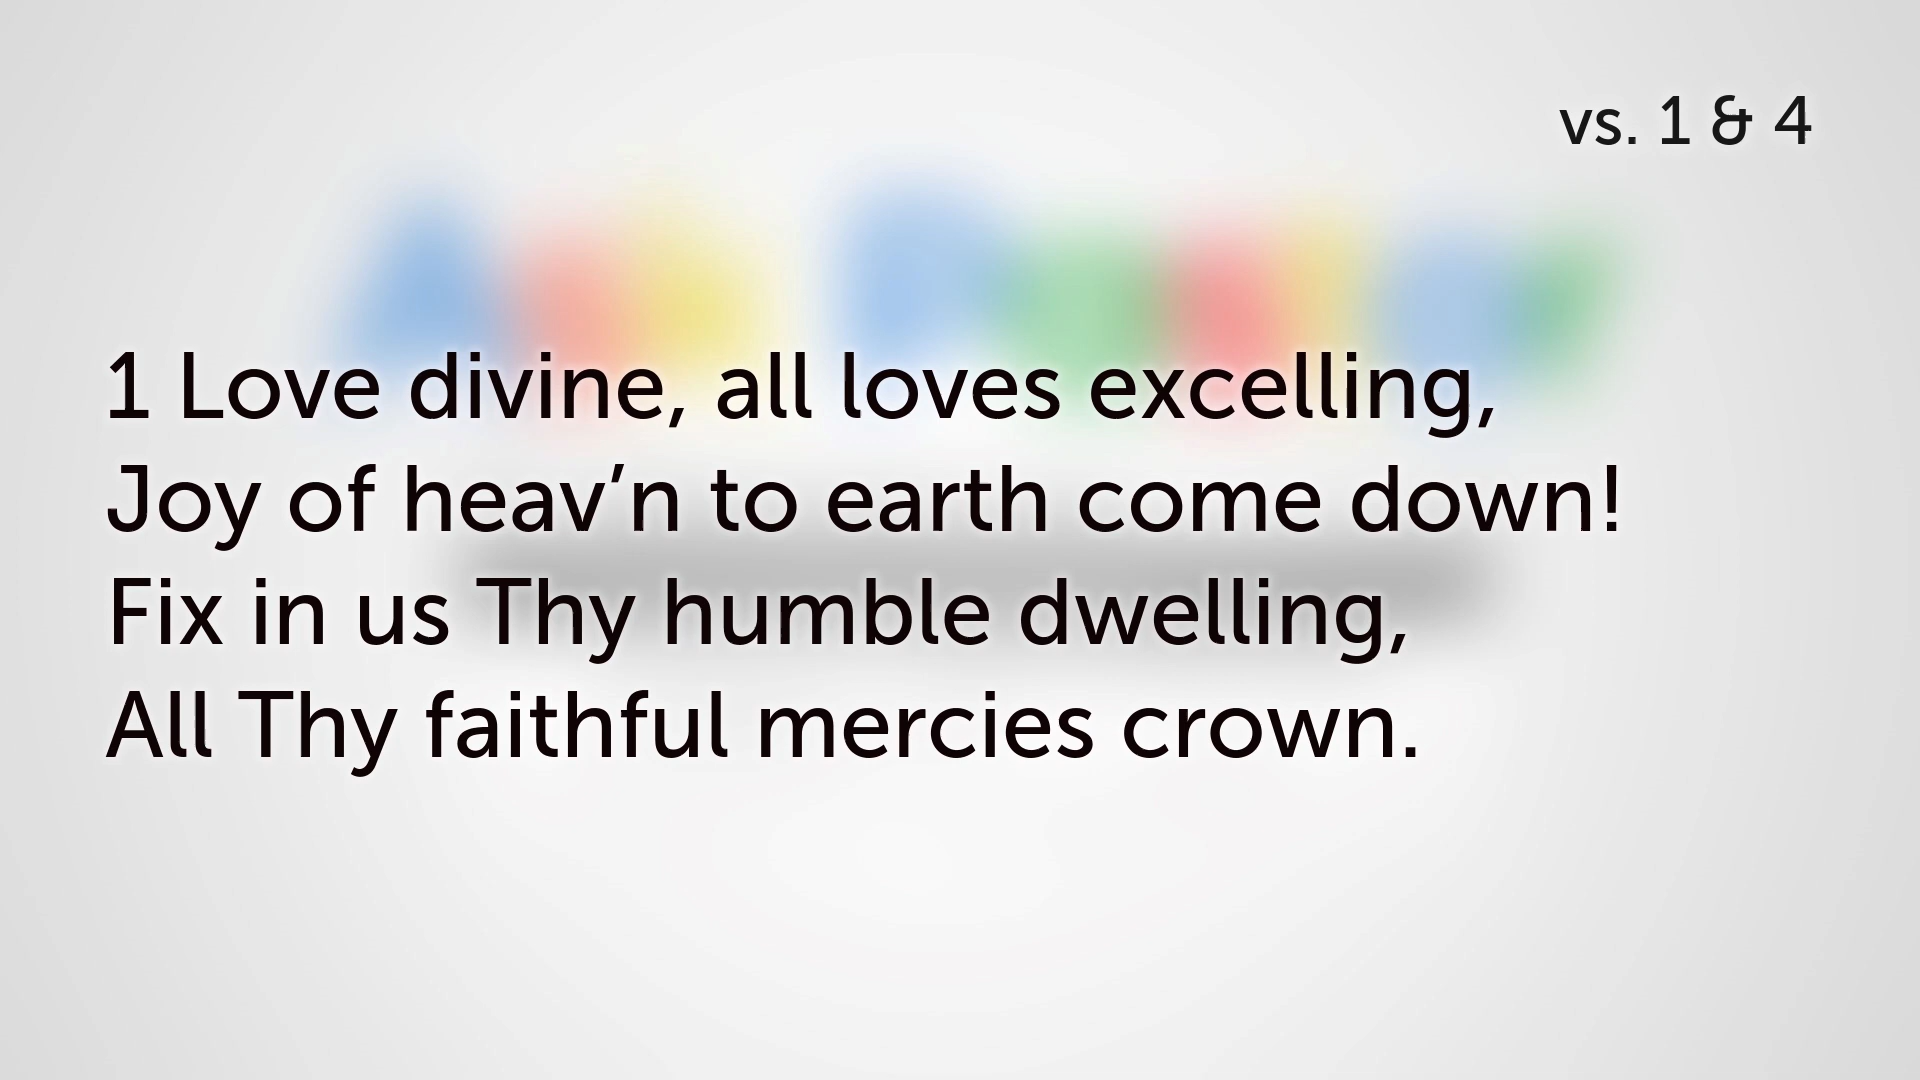 vs. 1 & 4
1 Love divine, all loves excelling,
Joy of heav’n to earth come down!
Fix in us Thy humble dwelling,
All Thy faithful mercies crown.